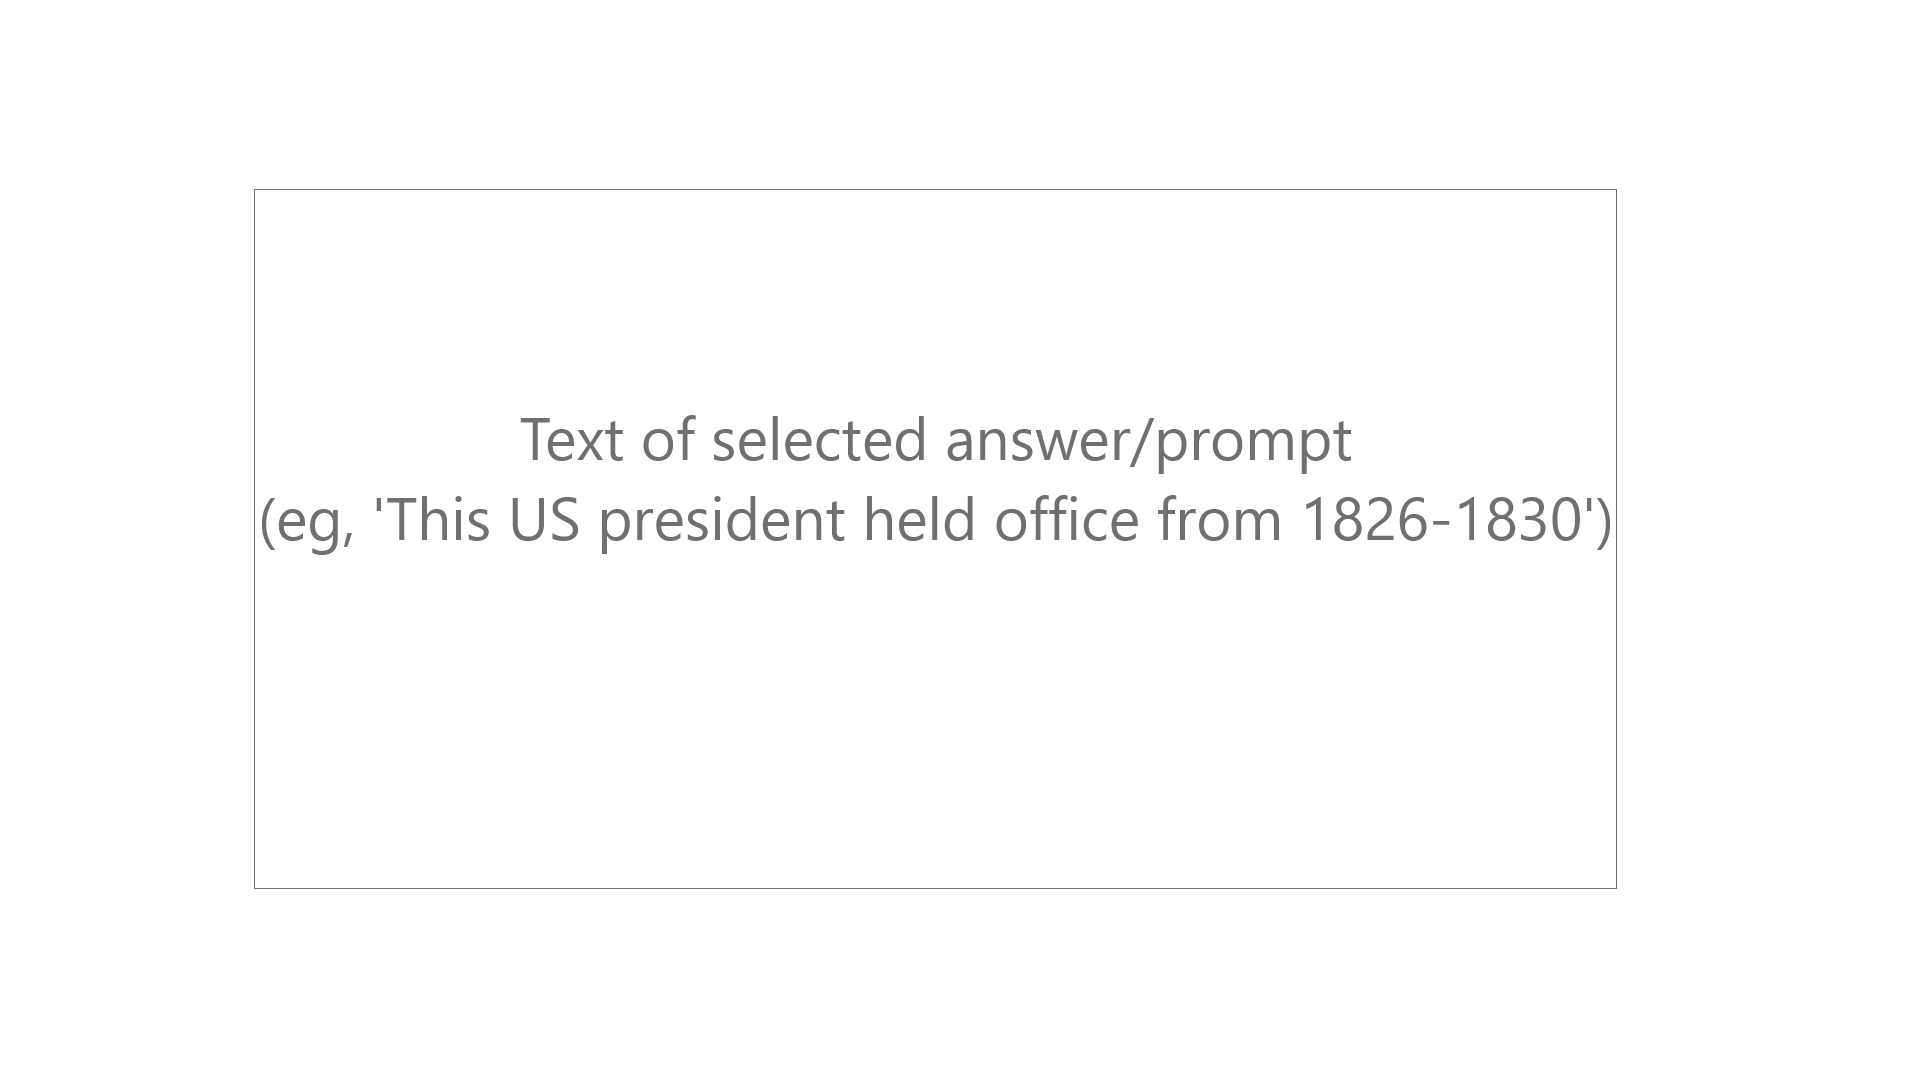 Text of selected answer/prompt
(eg, 'This US president held office from 1826-1830')